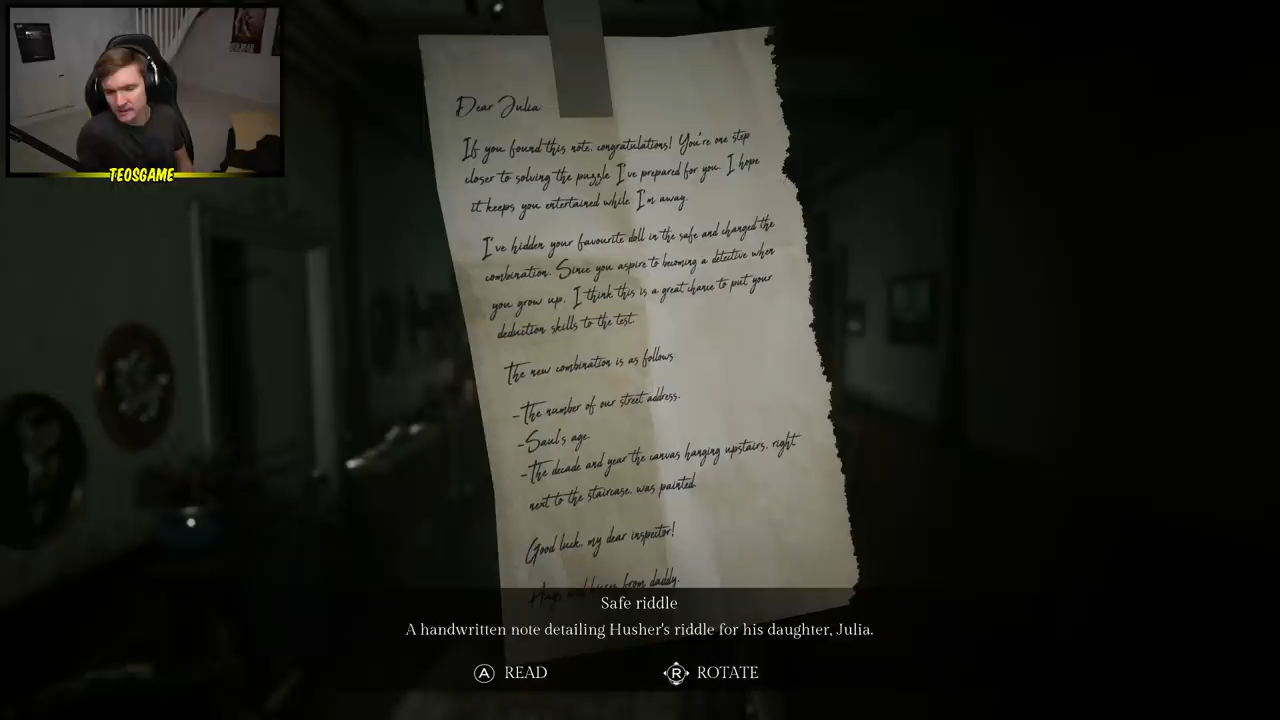 TEOSGAME
Dear Julia
If you found this note, congratulations! You're one step
closer to solving the puzzle I've prepared for you. I hope
it keeps you entertained while I'm away.
I've hidden your favourite doll in the safe and changed the
combination. Since you aspire to becoming a detective when
you grow up, I think this is a great chance to put your
deduction skills to the test.
The new combination is as follows:
-The number of our street address.
-Saul's age.
-The decade and year the canvas hanging upstairs, right
next to the staircase, was painted.
Good luck, my dear inspector!
Hugs and kisses from daddy.
Safe riddle
A handwritten note detailing Husher's riddle for his daughter, Julia.
A READ
R ROTATE